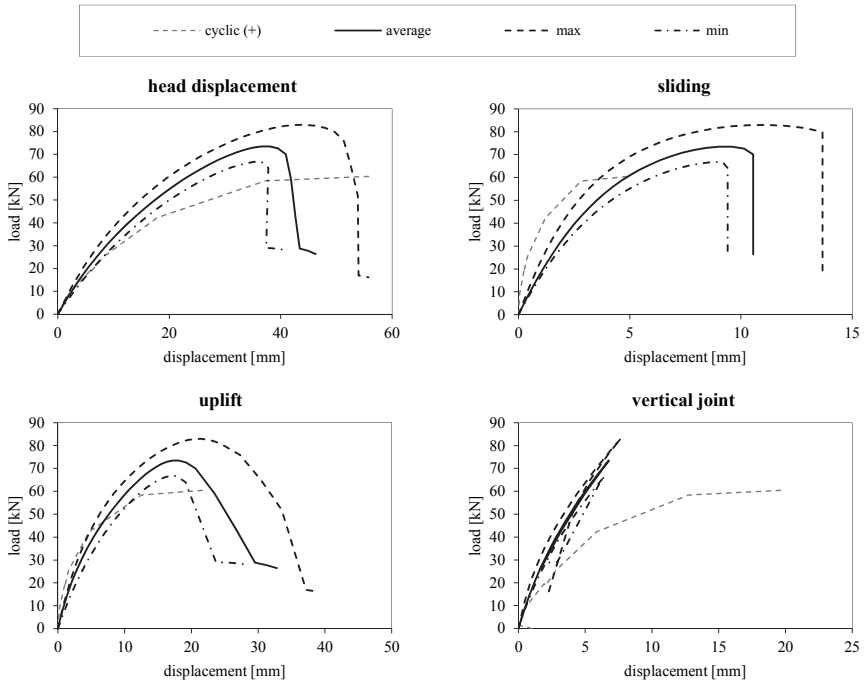 cyclic (+) average max min
head displacement
90
80
70
60
50
40
30
20
10
0
load [kN]
0 20 40 60
displacement [mm]
sliding
90
80
70
60
50
40
30
20
10
0
load [kN]
0 5 10 15
displacement [mm]
uplift
90
80
70
60
50
40
30
20
10
0
load [kN]
0 10 20 30 40 50
displacement [mm]
vertical joint
90
80
70
60
50
40
30
20
10
0
load [kN]
0 5 10 15 20 25
displacement [mm]